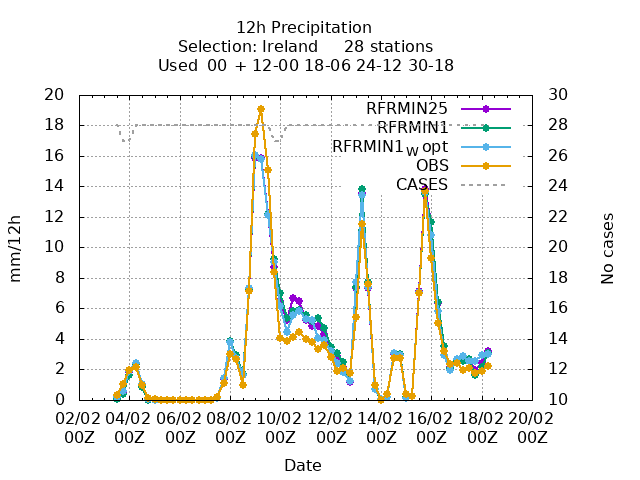 12h Precipitation
Selection: Ireland 28 stations
Used 00 + 12-00 18-06 24-12 30-18
20 30
18 28
16 26
14 24
12 22
10 20
8 18
6 16
4 14
2 12
0 10
mm/12h
No cases
RFRMIN25
RFRMIN1
RFRMIN1wopt
OBS
CASES
02/02 04/02 06/02 08/02 10/02 12/02 14/02 16/02 18/02 20/02
00Z 00Z 00Z 00Z 00Z 00Z 00Z 00Z 00Z 00Z
Date